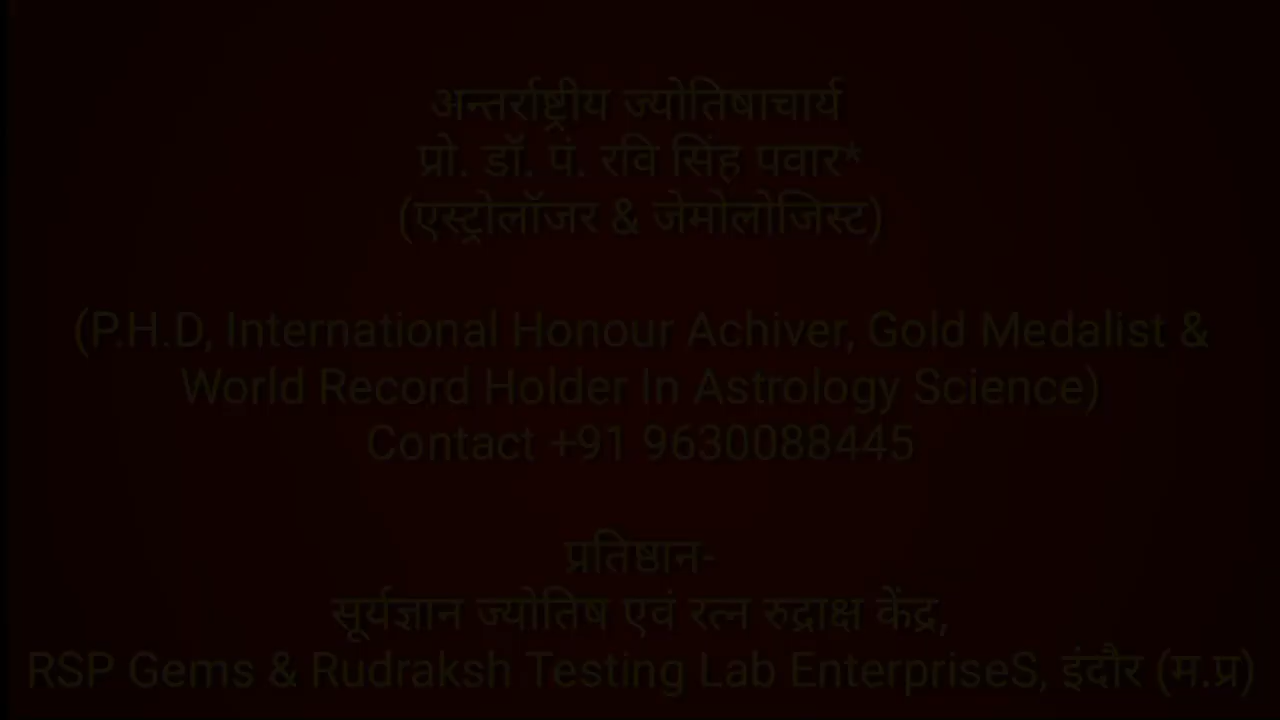 अन्तर्राष्ट्रीय ज्योतिषाचार्य
प्रो. डॉ. पं. रवि सिंह पवार*
(एस्ट्रोलॉजर & जेमोलोजिस्ट)
(P.H.D, International Honour Achiver, Gold Medalist &
World Record Holder In Astrology Science)
Contact +91 9630088445
प्रतिष्ठान-
सूर्यज्ञान ज्योतिष एवं रत्न रुद्राक्ष केंद्र,
RSP Gems & Rudraksh Testing Lab EnterpriseS, इंदौर (म.प्र)